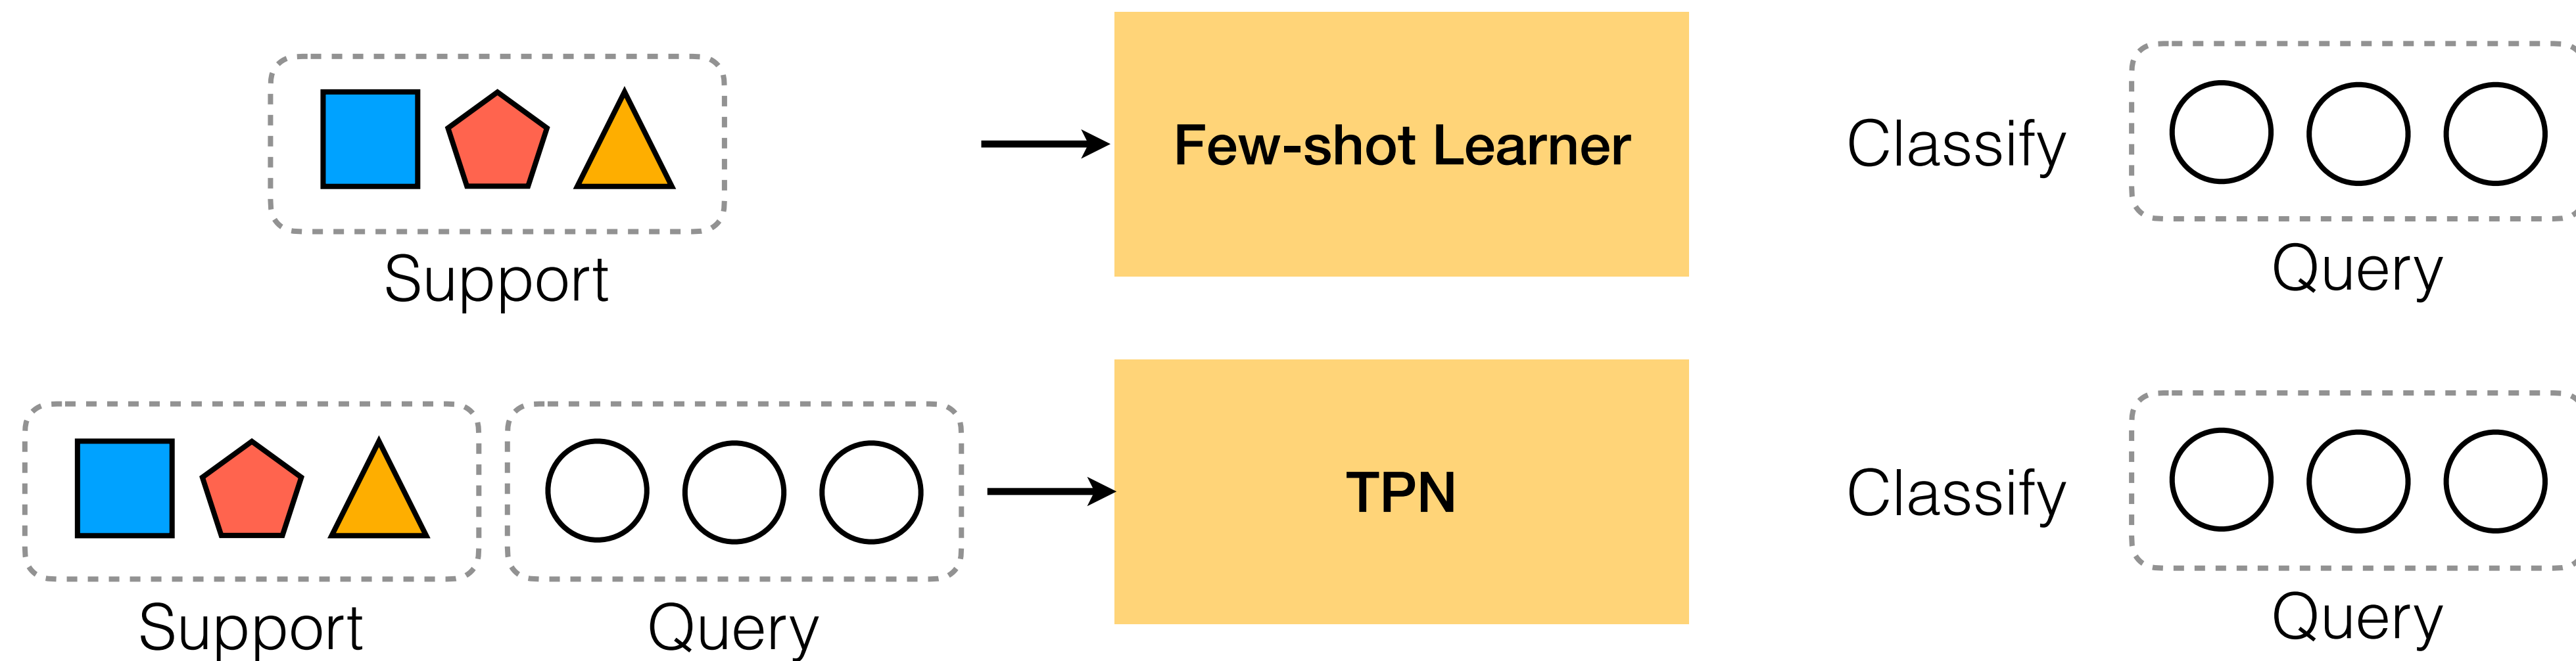 Few-shot Learner
Classify
Support
Query
TPN
Classify
Support
Query
Query